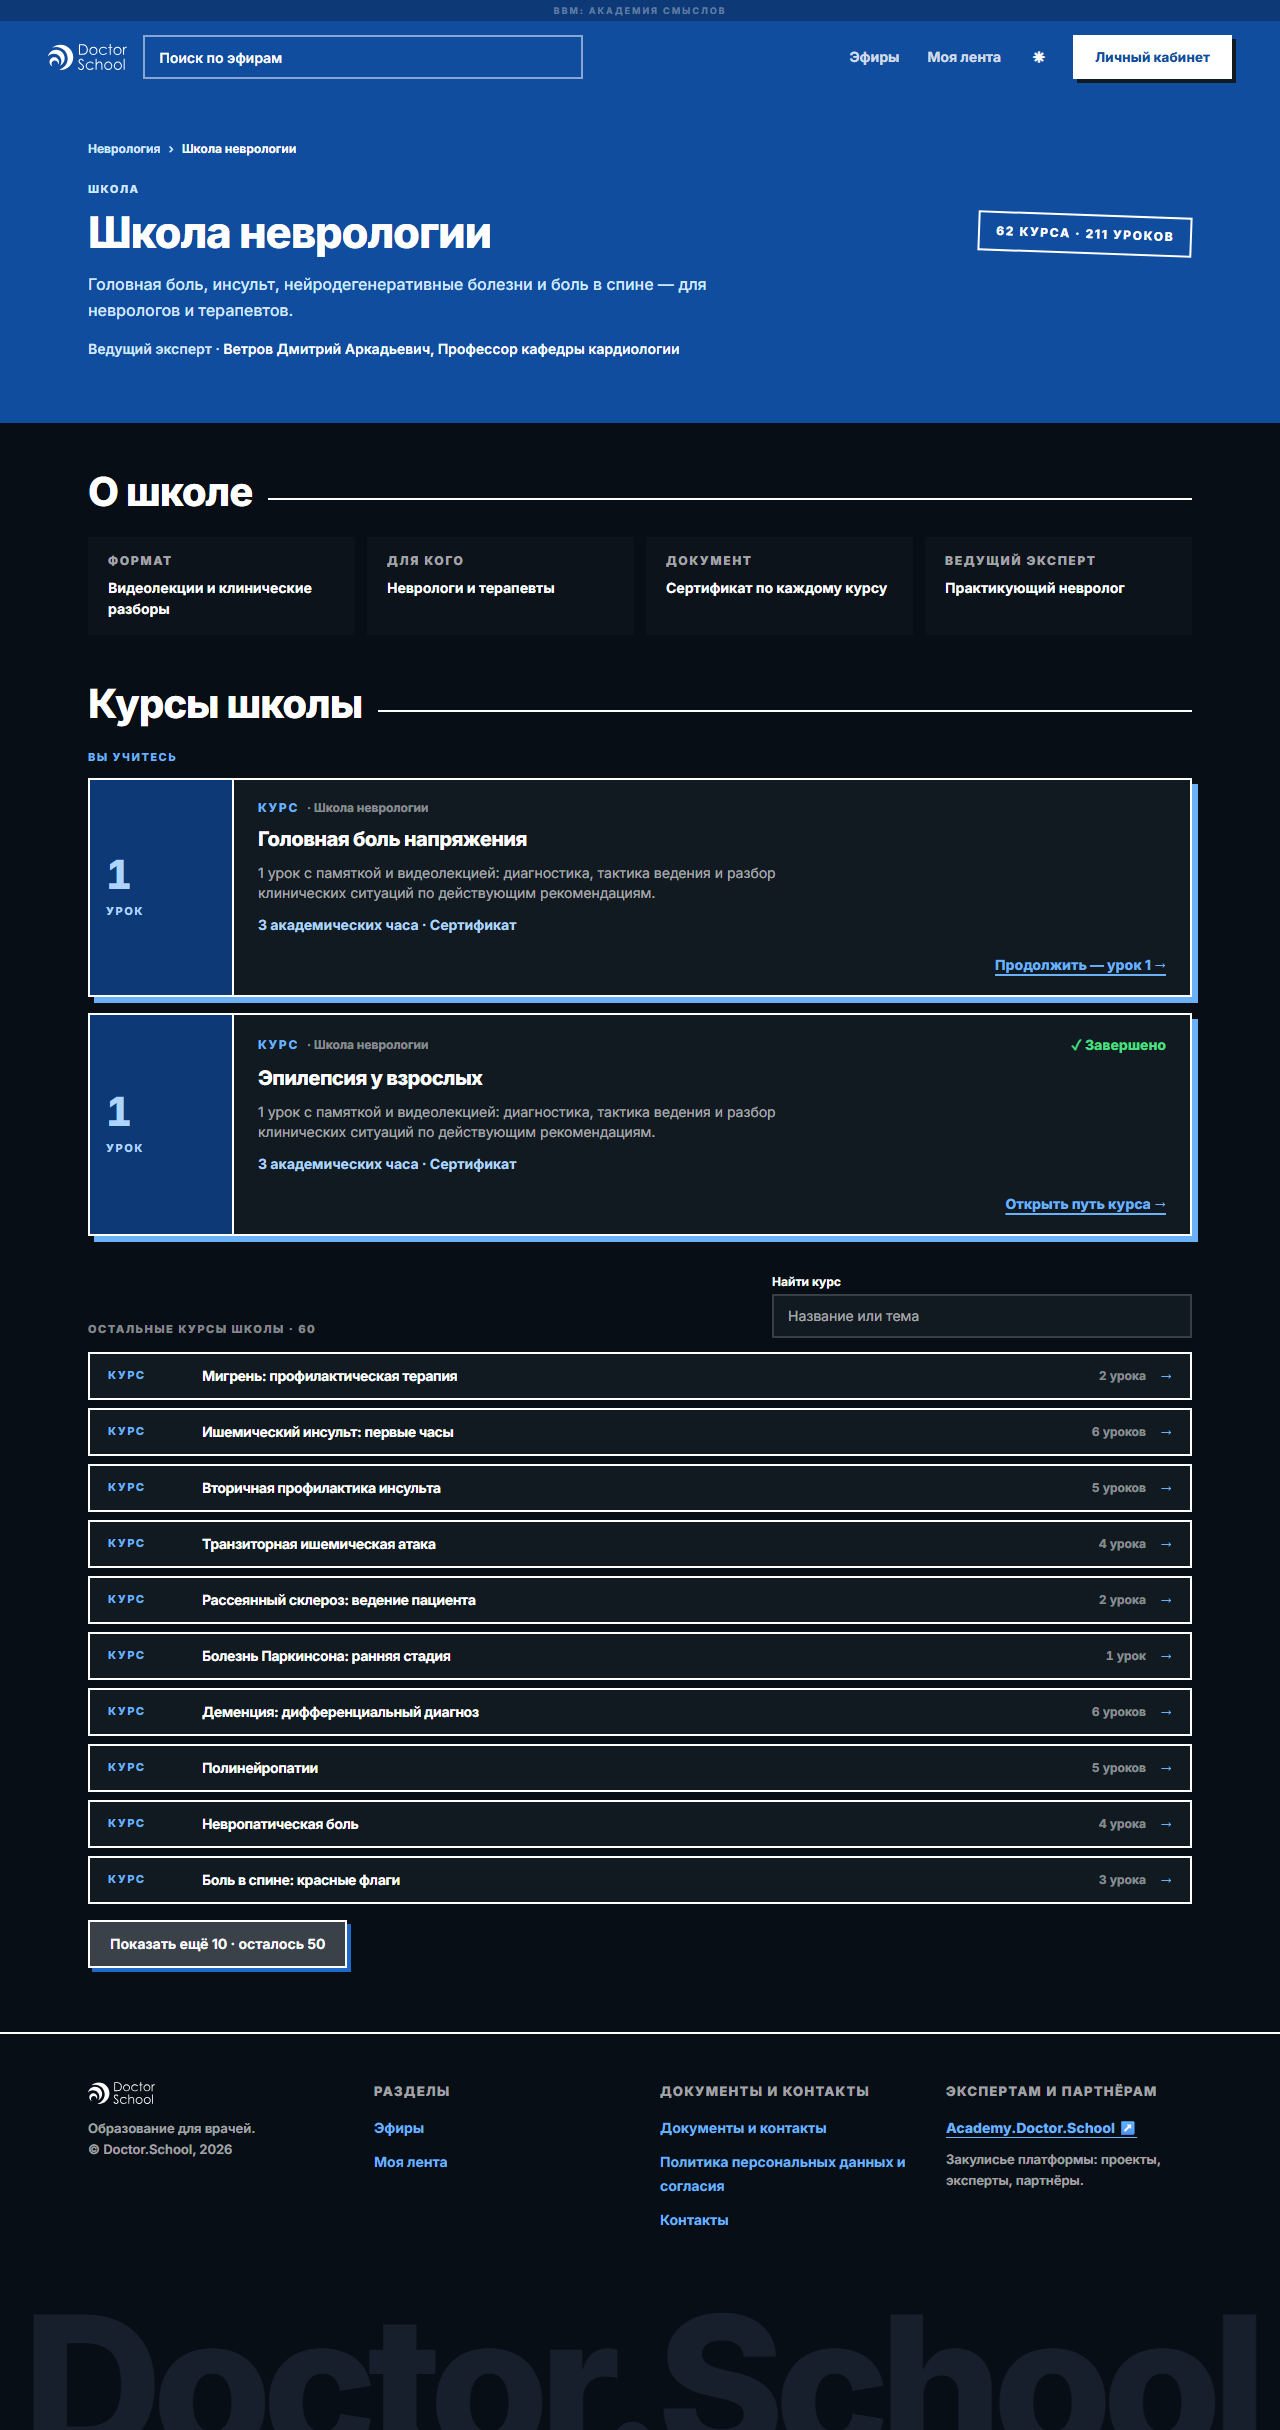 ВВМ: АКАДЕМИЯ СМЫСЛОВ
Doctor
School
Поиск по эфирам
Эфиры
Моя лента
Личный кабинет
Неврология › Школа неврологии
ШКОЛА
Школа неврологии
62 КУРСА · 211 УРОКОВ
Головная боль, инсульт, нейродегенеративные болезни и боль в спине — для
неврологов и терапевтов.
Ведущий эксперт · Ветров Дмитрий Аркадьевич, Профессор кафедры кардиологии
О школе
ФОРМАТ
Видеолекции и клинические
разборы
ДЛЯ КОГО
Неврологи и терапевты
ДОКУМЕНТ
Сертификат по каждому курсу
ВЕДУЩИЙ ЭКСПЕРТ
Практикующий невролог
Курсы школы
ВЫ УЧИТЕСЬ
1
УРОК
КУРС · Школа неврологии
Головная боль напряжения
1 урок с памяткой и видеолекцией: диагностика, тактика ведения и разбор
клинических ситуаций по действующим рекомендациям.
3 академических часа · Сертификат
Продолжить — урок 1 →
1
УРОК
КУРС · Школа неврологии
✓ Завершено
Эпилепсия у взрослых
1 урок с памяткой и видеолекцией: диагностика, тактика ведения и разбор
клинических ситуаций по действующим рекомендациям.
3 академических часа · Сертификат
Открыть путь курса →
Найти курс
Название или тема
ОСТАЛЬНЫЕ КУРСЫ ШКОЛЫ · 60
КУРС Мигрень: профилактическая терапия 2 урока →
КУРС Ишемический инсульт: первые часы 6 уроков →
КУРС Вторичная профилактика инсульта 5 уроков →
КУРС Транзиторная ишемическая атака 4 урока →
КУРС Рассеянный склероз: ведение пациента 2 урока →
КУРС Болезнь Паркинсона: ранняя стадия 1 урок →
КУРС Деменция: дифференциальный диагноз 6 уроков →
КУРС Полинейропатии 5 уроков →
КУРС Невропатическая боль 4 урока →
КУРС Боль в спине: красные флаги 3 урока →
Показать ещё 10 · осталось 50
Doctor
School
Образование для врачей.
© Doctor.School, 2026
РАЗДЕЛЫ
Эфиры
Моя лента
ДОКУМЕНТЫ И КОНТАКТЫ
Документы и контакты
Политика персональных данных и
согласия
Контакты
ЭКСПЕРТАМ И ПАРТНЁРАМ
Academy.Doctor.School ↗
Закулисье платформы: проекты,
эксперты, партнёры.
Doctor.School